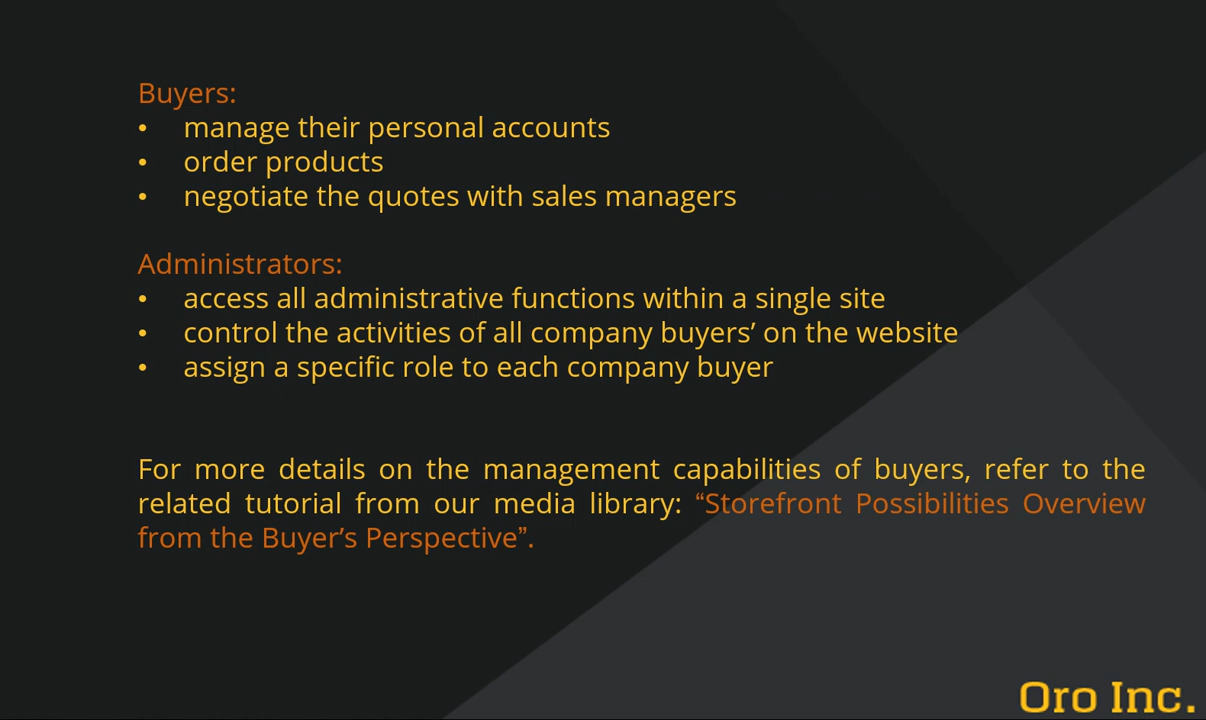 Buyers:
• manage their personal accounts
• order products
• negotiate the quotes with sales managers
Administrators:
• access all administrative functions within a single site
• control the activities of all company buyers’ on the website
• assign a specific role to each company buyer
For more details on the management capabilities of buyers, refer to the
related tutorial from our media library: “Storefront Possibilities Overview
from the Buyer’s Perspective”.
Oro Inc.